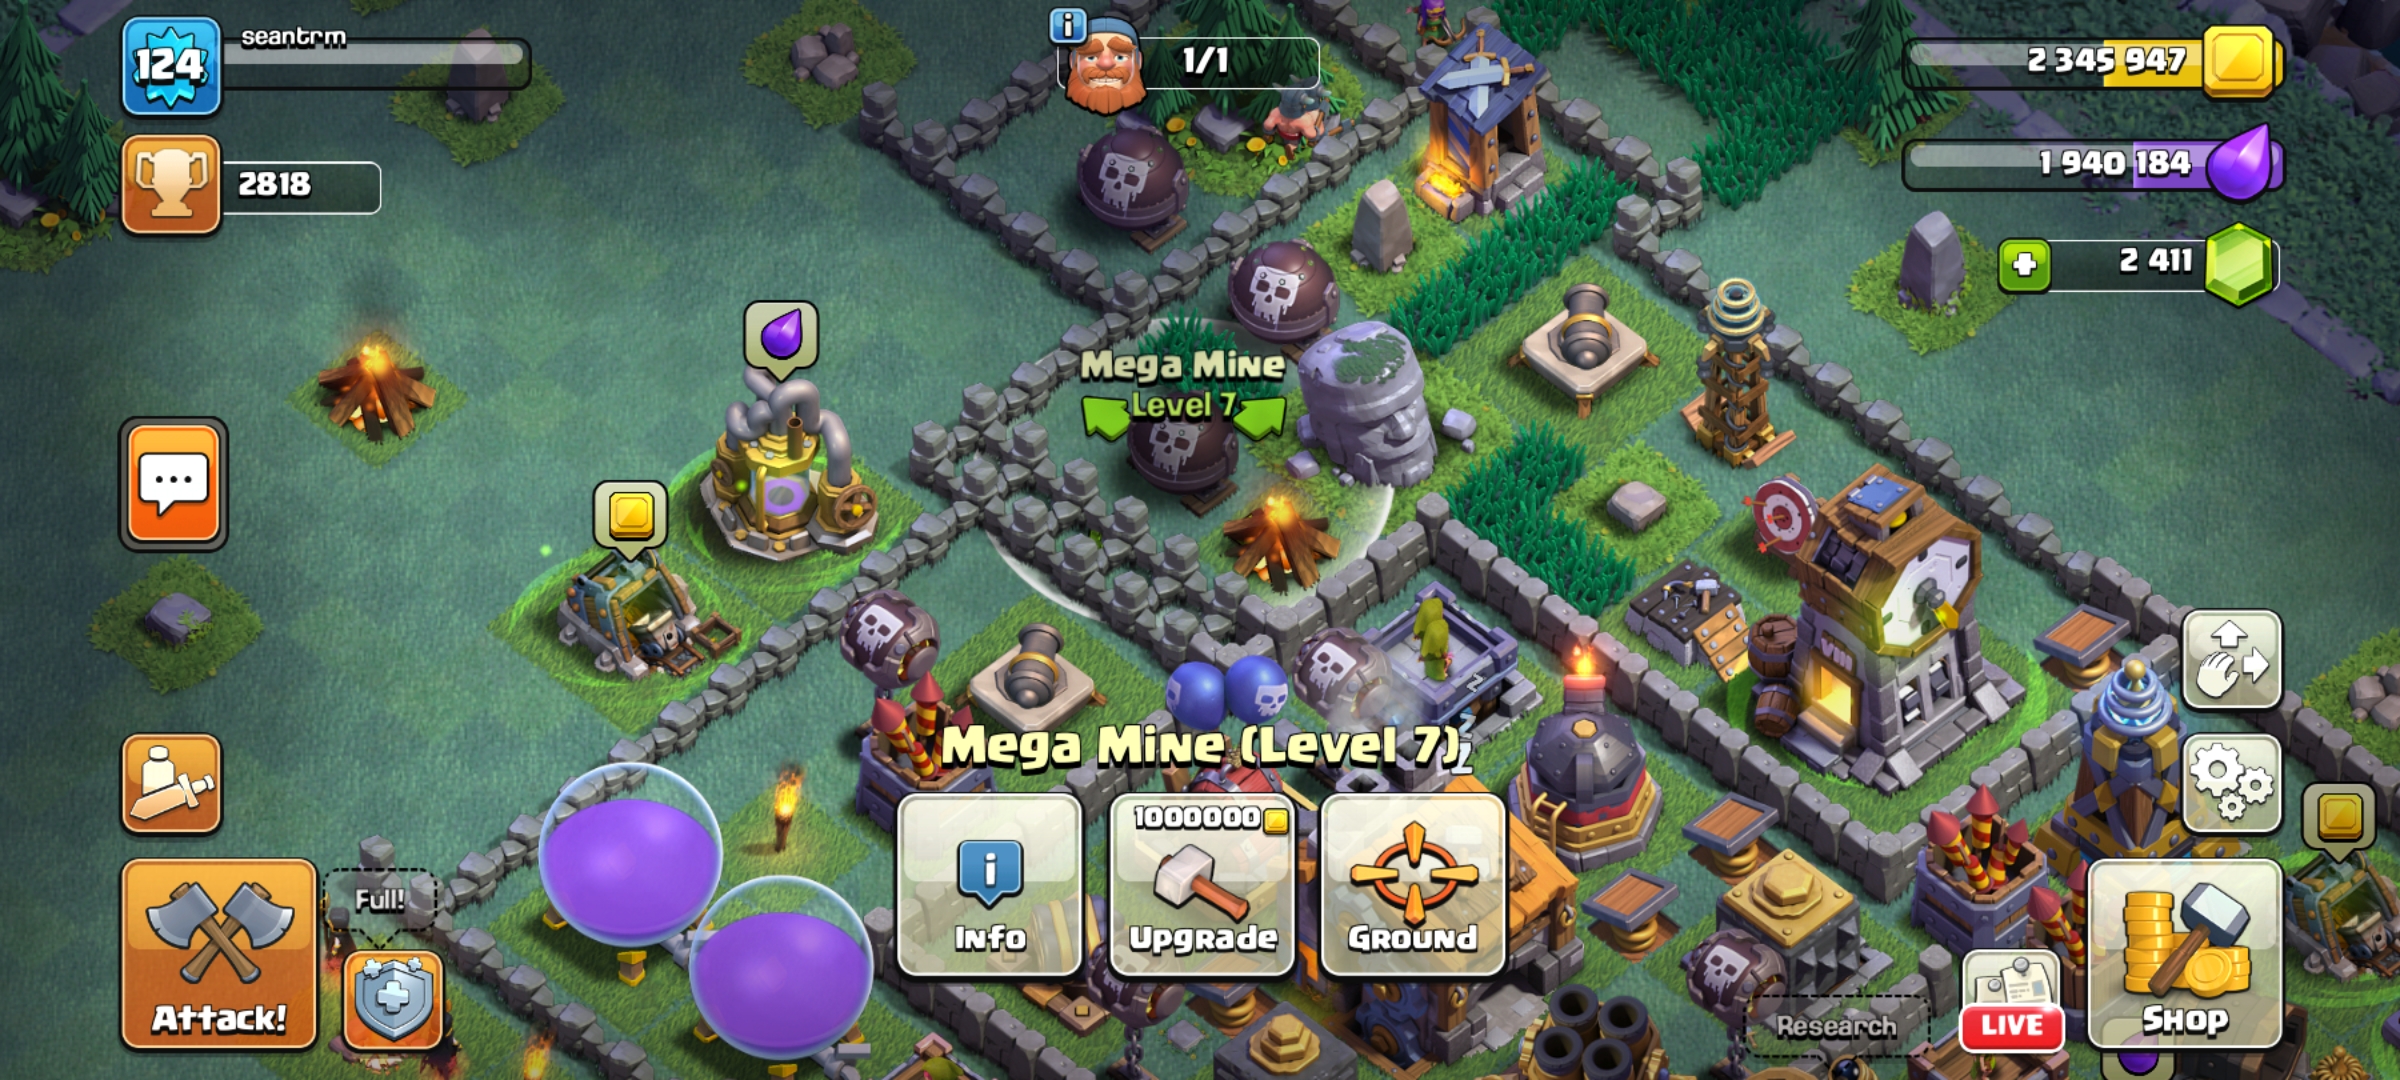 124
seantrm
1/1
2 345 947
1 940 184
2818
2 411
Mega Mine
Level 7
VIII
Mega Mine (Level 7)
1000000
Info
Upgrade
Ground
Full!
Attack!
Research
LIVE
Shop